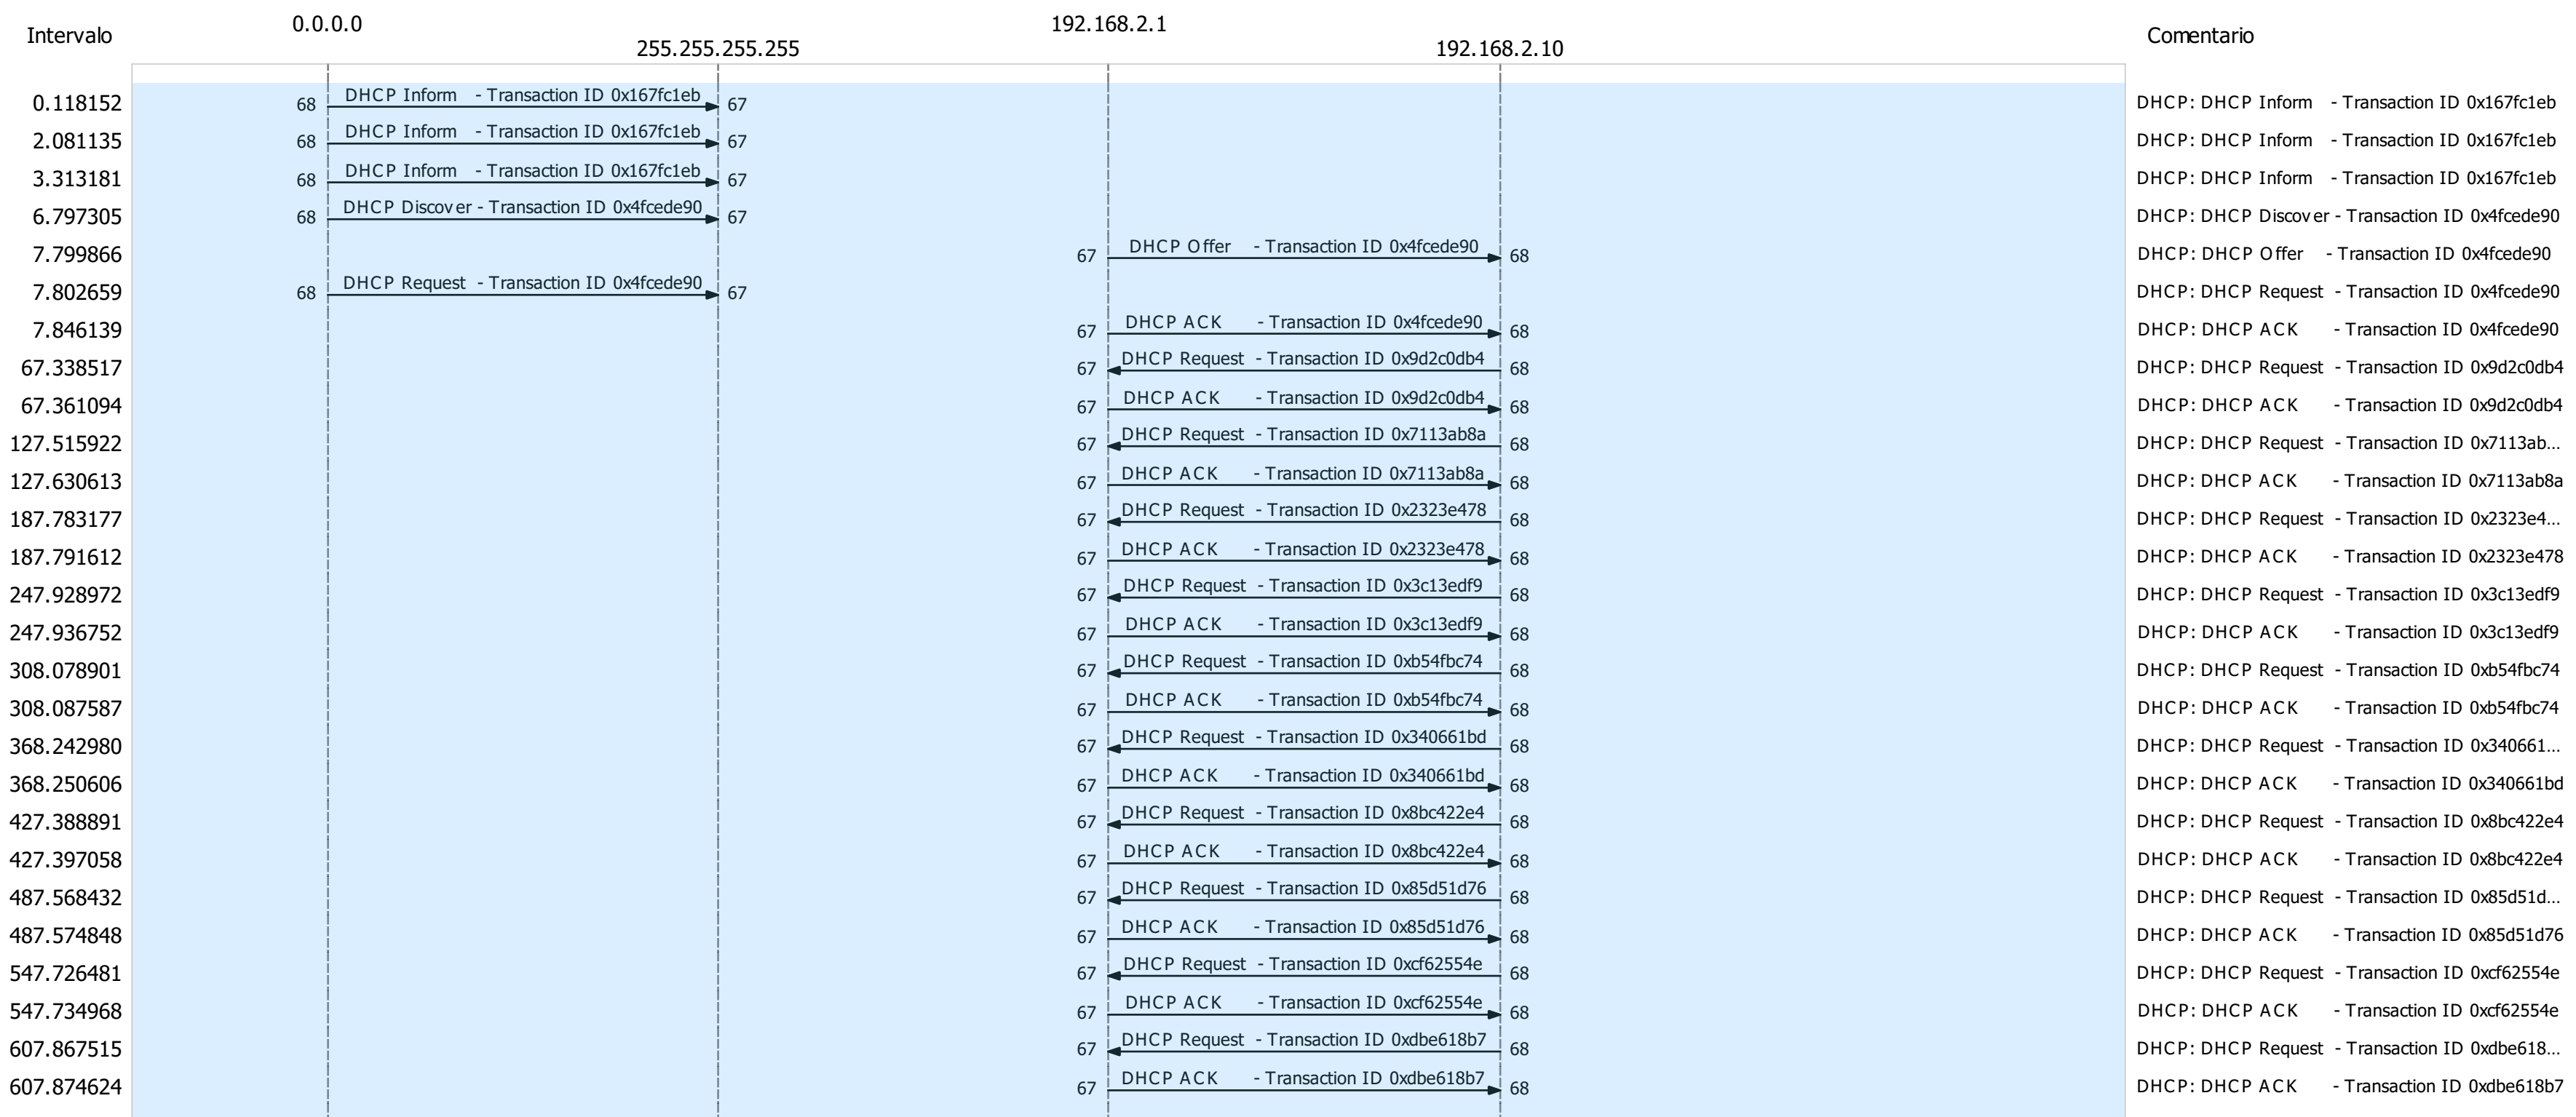 0.0.0.0 192.168.2.1
Intervalo 255.255.255.255 192.168.2.10 Comentario
0.118152 68 DHCP Inform - Transaction ID 0x167fc1eb 67 DHCP: DHCP Inform - Transaction ID 0x167fc1eb
2.081135 68 DHCP Inform - Transaction ID 0x167fc1eb 67 DHCP: DHCP Inform - Transaction ID 0x167fc1eb
3.313181 68 DHCP Inform - Transaction ID 0x167fc1eb 67 DHCP: DHCP Inform - Transaction ID 0x167fc1eb
6.797305 68 DHCP Discover - Transaction ID 0x4fcede90 67 DHCP: DHCP Discover - Transaction ID 0x4fcede90
7.799866 67 DHCP Offer - Transaction ID 0x4fcede90 68 DHCP: DHCP Offer - Transaction ID 0x4fcede90
7.802659 68 DHCP Request - Transaction ID 0x4fcede90 67 DHCP: DHCP Request - Transaction ID 0x4fcede90
7.846139 67 DHCP ACK - Transaction ID 0x4fcede90 68 DHCP: DHCP ACK - Transaction ID 0x4fcede90
67.338517 67 DHCP Request - Transaction ID 0x9d2c0db4 68 DHCP: DHCP Request - Transaction ID 0x9d2c0db4
67.361094 67 DHCP ACK - Transaction ID 0x9d2c0db4 68 DHCP: DHCP ACK - Transaction ID 0x9d2c0db4
127.515922 67 DHCP Request - Transaction ID 0x7113ab8a 68 DHCP: DHCP Request - Transaction ID 0x7113ab...
127.630613 67 DHCP ACK - Transaction ID 0x7113ab8a 68 DHCP: DHCP ACK - Transaction ID 0x7113ab8a
187.783177 67 DHCP Request - Transaction ID 0x2323e478 68 DHCP: DHCP Request - Transaction ID 0x2323e4...
187.791612 67 DHCP ACK - Transaction ID 0x2323e478 68 DHCP: DHCP ACK - Transaction ID 0x2323e478
247.928972 67 DHCP Request - Transaction ID 0x3c13edf9 68 DHCP: DHCP Request - Transaction ID 0x3c13edf9
247.936752 67 DHCP ACK - Transaction ID 0x3c13edf9 68 DHCP: DHCP ACK - Transaction ID 0x3c13edf9
308.078901 67 DHCP Request - Transaction ID 0xb54fbc74 68 DHCP: DHCP Request - Transaction ID 0xb54fbc74
308.087587 67 DHCP ACK - Transaction ID 0xb54fbc74 68 DHCP: DHCP ACK - Transaction ID 0xb54fbc74
368.242980 67 DHCP Request - Transaction ID 0x340661bd 68 DHCP: DHCP Request - Transaction ID 0x340661...
368.250606 67 DHCP ACK - Transaction ID 0x340661bd 68 DHCP: DHCP ACK - Transaction ID 0x340661bd
427.388891 67 DHCP Request - Transaction ID 0x8bc422e4 68 DHCP: DHCP Request - Transaction ID 0x8bc422e4
427.397058 67 DHCP ACK - Transaction ID 0x8bc422e4 68 DHCP: DHCP ACK - Transaction ID 0x8bc422e4
487.568432 67 DHCP Request - Transaction ID 0x85d51d76 68 DHCP: DHCP Request - Transaction ID 0x85d51d...
487.574848 67 DHCP ACK - Transaction ID 0x85d51d76 68 DHCP: DHCP ACK - Transaction ID 0x85d51d76
547.726481 67 DHCP Request - Transaction ID 0xcf62554e 68 DHCP: DHCP Request - Transaction ID 0xcf62554e
547.734968 67 DHCP ACK - Transaction ID 0xcf62554e 68 DHCP: DHCP ACK - Transaction ID 0xcf62554e
607.867515 67 DHCP Request - Transaction ID 0xdbe618b7 68 DHCP: DHCP Request - Transaction ID 0xdbe618...
607.874624 67 DHCP ACK - Transaction ID 0xdbe618b7 68 DHCP: DHCP ACK - Transaction ID 0xdbe618b7